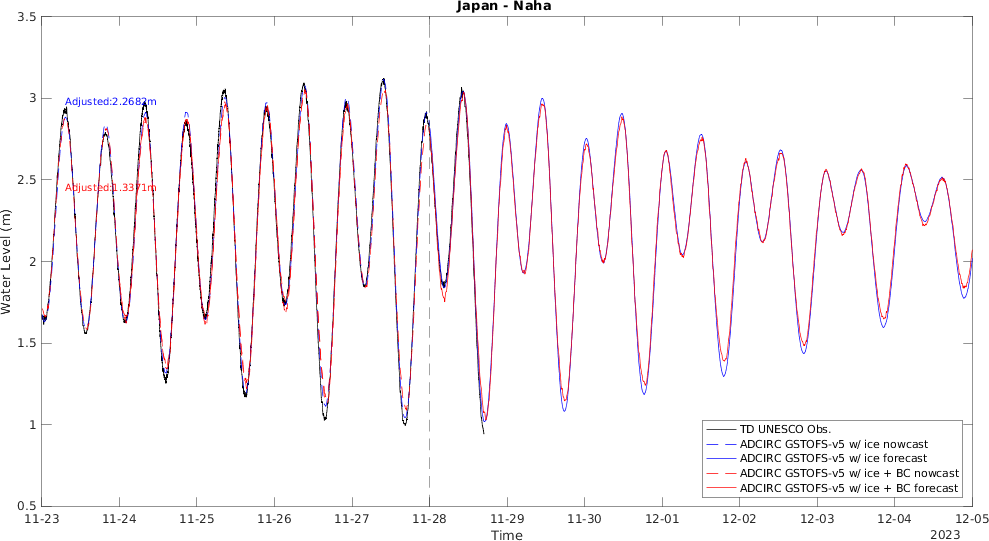 Japan - Naha
3.5
3
2.5
2
1.5
1
0.5
Water Level (m)
Adjusted:2.2682m
Adjusted:1.3371m
TD UNESCO Obs.
ADCIRC GSTOFS-v5 w/ ice nowcast
ADCIRC GSTOFS-v5 w/ ice forecast
ADCIRC GSTOFS-v5 w/ ice + BC nowcast
ADCIRC GSTOFS-v5 w/ ice + BC forecast
11-23 11-24 11-25 11-26 11-27 11-28 11-29 11-30 12-01 12-02 12-03 12-04 12-05
Time
2023